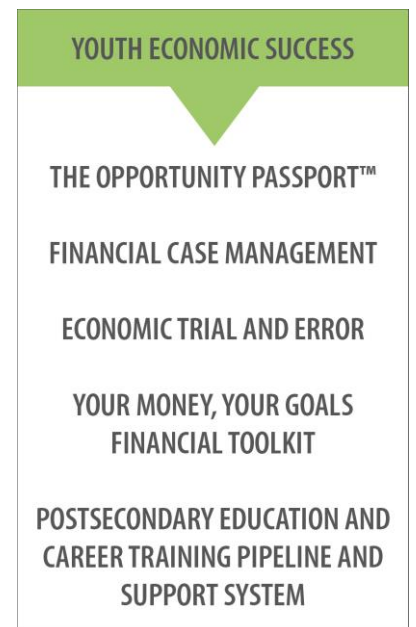 YOUTH ECONOMIC SUCCESS
THE OPPORTUNITY PASSPORT™
FINANCIAL CASE MANAGEMENT
ECONOMIC TRIAL AND ERROR
YOUR MONEY, YOUR GOALS
FINANCIAL TOOLKIT
POSTSECONDARY EDUCATION AND
CAREER TRAINING PIPELINE AND
SUPPORT SYSTEM